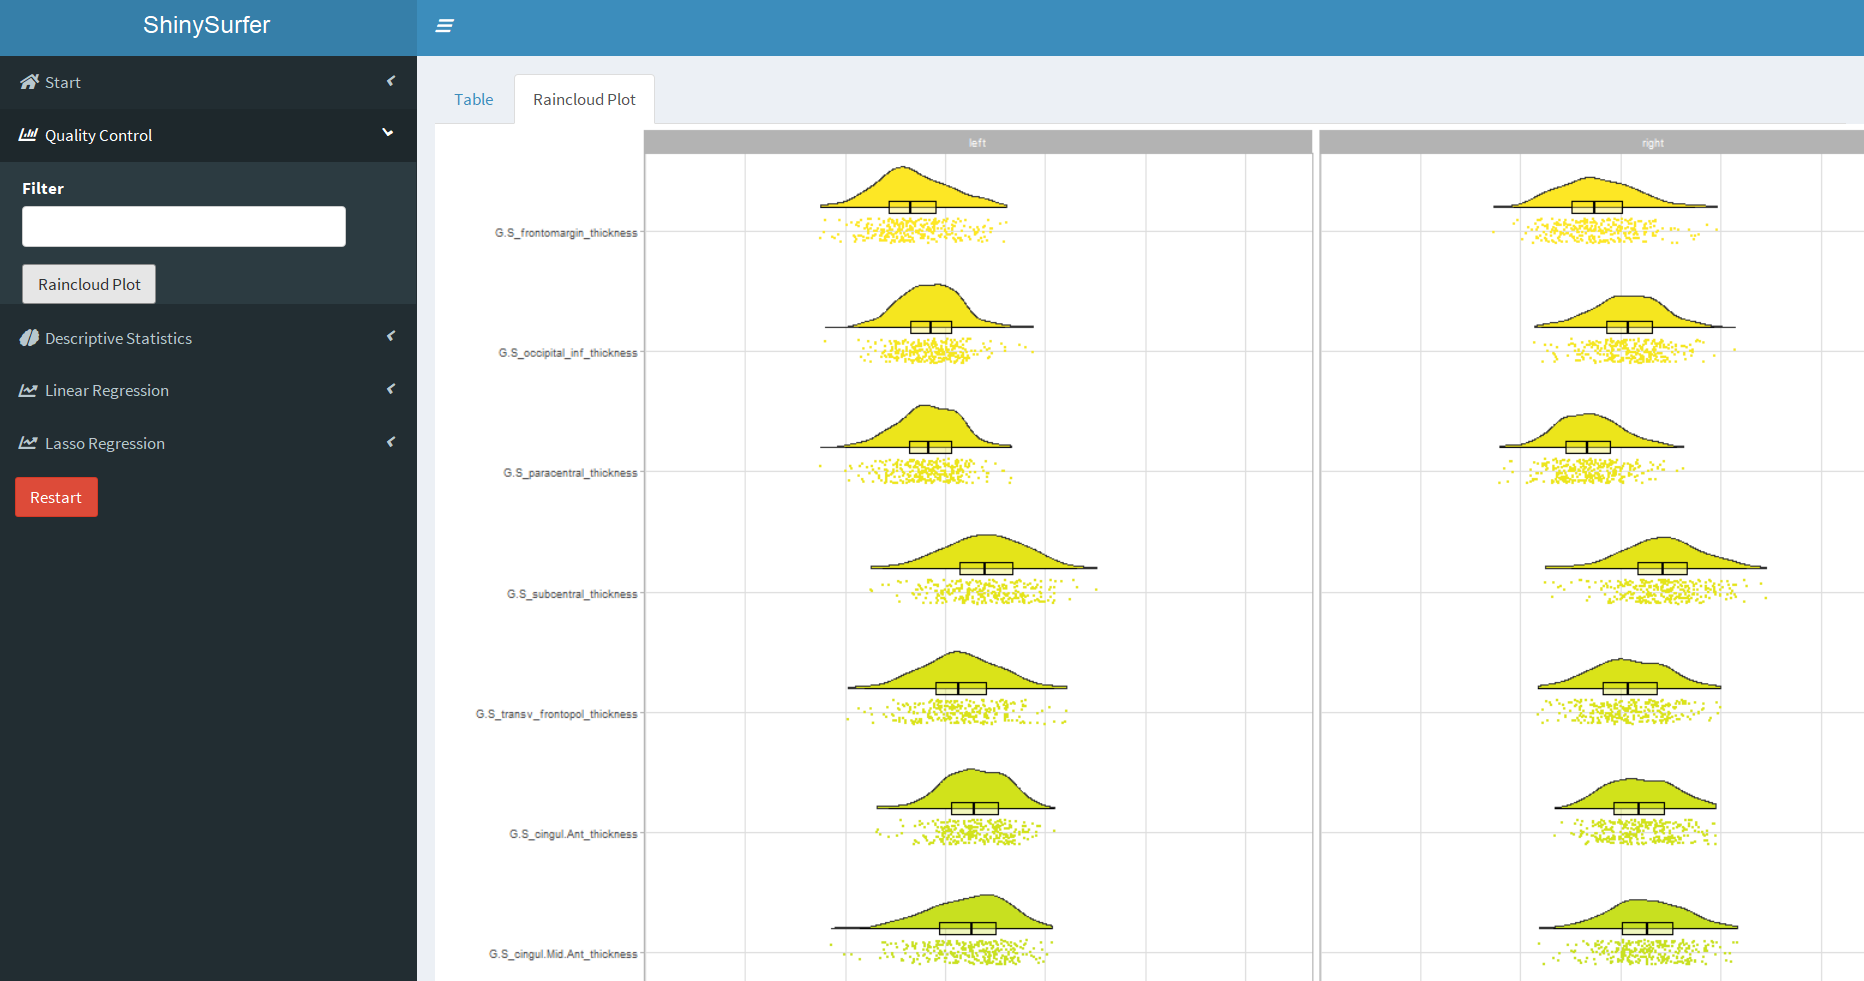 ShinySurfer
Start
Quality Control
Filter
Raincloud Plot
Descriptive Statistics
Linear Regression
Lasso Regression
Restart
Table
Raincloud Plot
left
right
G.S_frontomargin_thickness
G.S_occipital_inf_thickness
G.S_paracentral_thickness
G.S_subcentral_thickness
G.S_transv_frontopol_thickness
G.S_cingul.Ant_thickness
G.S_cingul.Mid.Ant_thickness